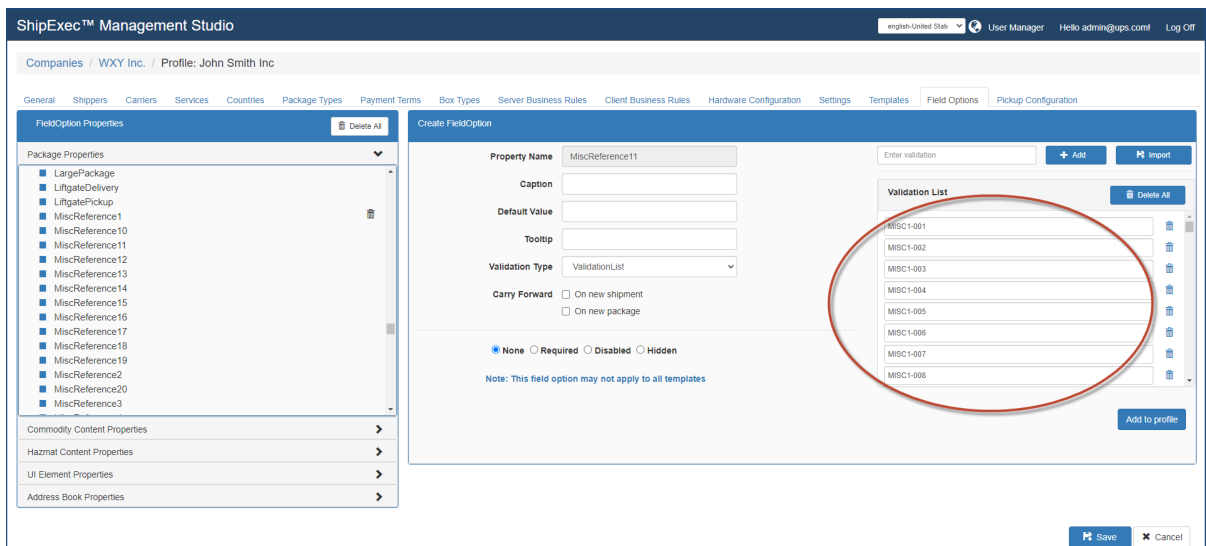 ShipExec™ Management Studio
english-United State
User Manager
Hello admin@ups.com!
Log Off
Companies / WXY Inc. / Profile: John Smith Inc
General Shippers Carriers Services Countries Package Types Payment Terms Box Types Server Business Rules Client Business Rules Hardware Configuration Settings Templates Field Options Pickup Configuration
FieldOption Properties
Delete All
Package Properties
LargePackage
LiftgateDelivery
LiftgatePickup
MiscReference1
MiscReference10
MiscReference11
MiscReference12
MiscReference13
MiscReference14
MiscReference15
MiscReference16
MiscReference17
MiscReference18
MiscReference19
MiscReference2
MiscReference20
MiscReference3
Commodity Content Properties
Hazmat Content Properties
UI Element Properties
Address Book Properties
Create FieldOption
Property Name MiscReference11
Caption
Default Value
Tooltip
Validation Type ValidationList
Carry Forward On new shipment
On new package
None Required Disabled Hidden
Note: This field option may not apply to all templates
Enter validation
Add
Import
Validation List
Delete All
MISC1-001
MISC1-002
MISC1-003
MISC1-004
MISC1-005
MISC1-006
MISC1-007
MISC1-008
Add to profile
Save
Cancel